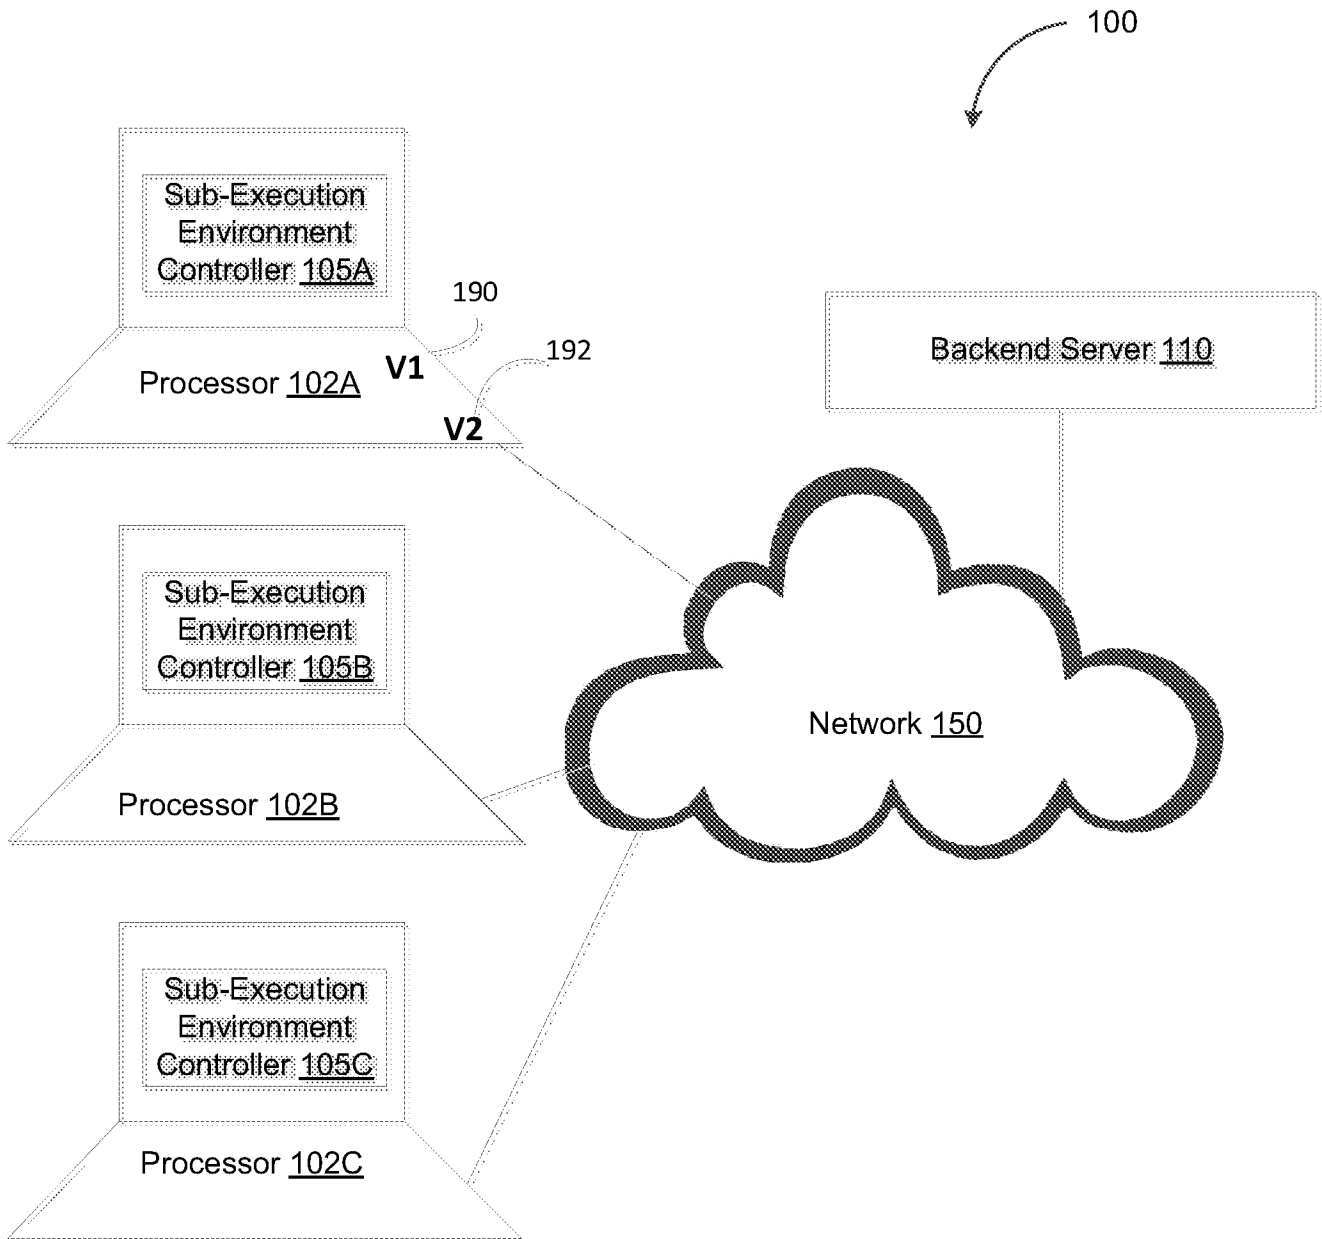 100
Sub-Execution
Environment
Controller 105A
190
192
V1
Processor 102A
V2
Backend Server 110
Sub-Execution
Environment
Controller 105B
Processor 102B
Network 150
Sub-Execution
Environment
Controller 105C
Processor 102C